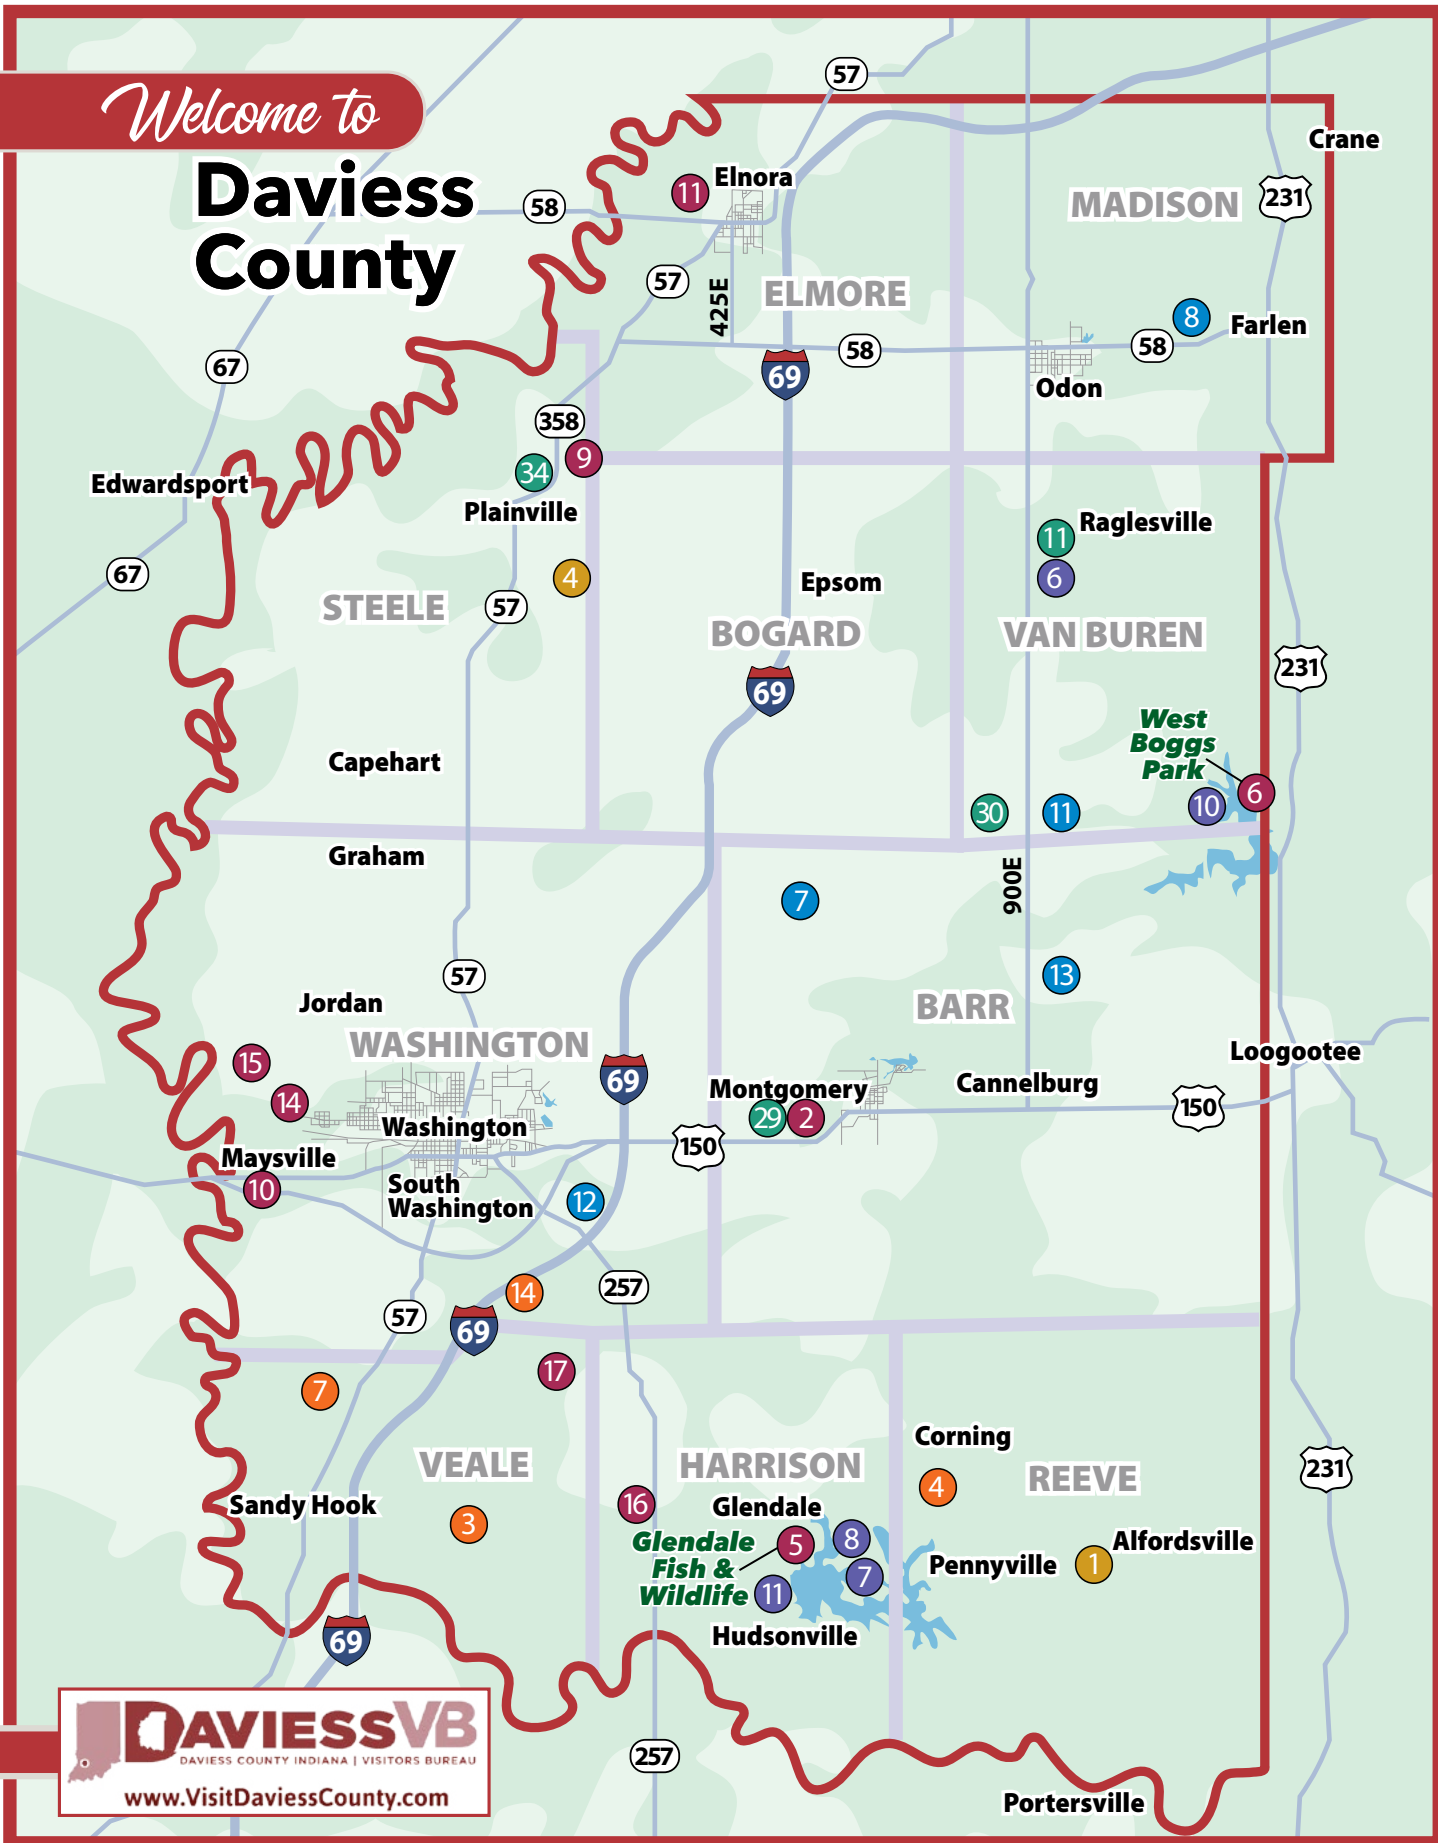 Welcome to
Daviess
County
57
Crane
11
Elnora
58
MADISON
231
57
425E
ELMORE
8
Farlen
58
58
67
69
Odon
358
34
9
Edwardsport
Plainville
Raglesville
11
67
4
6
Epsom
STEELE
57
BOGARD
VAN BUREN
231
69
West
Boggs
Park
Capehart
6
10
30
11
Graham
900E
7
57
13
Jordan
BARR
WASHINGTON
15
69
Loogootee
14
Montgomery
Cannelburg
29
2
150
Washington
150
Maysville
10
South
Washington
12
14
257
57
69
17
7
Corning
VEALE
HARRISON
REEVE
231
4
Sandy Hook
16
Glendale
3
Glendale
Fish &
Wildlife
5
8
7
11
Pennyville
1
Alfordsville
Hudsonville
69
DAVIESSVB
DAVIESS COUNTY INDIANA | VISITORS BUREAU
www.VisitDaviessCounty.com
257
Portersville